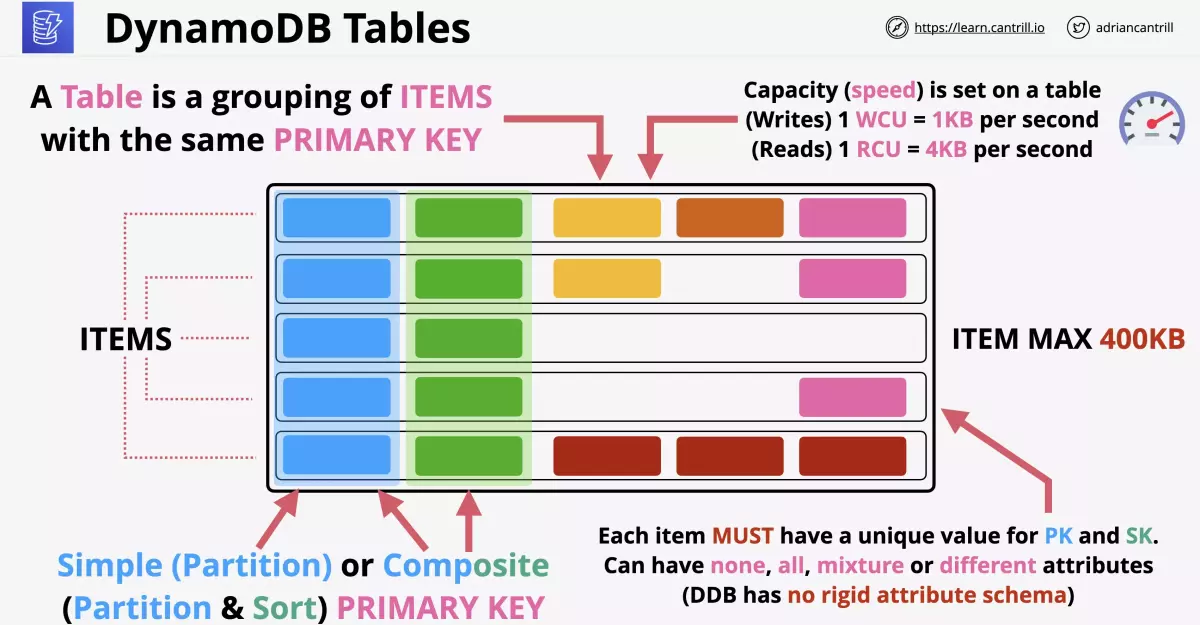 DynamoDB Tables
https://learn.cantrill.io
adriancantrill
A Table is a grouping of ITEMS
with the same PRIMARY KEY
Capacity (speed) is set on a table
(Writes) 1 WCU = 1KB per second
(Reads) 1 RCU = 4KB per second
ITEMS
ITEM MAX 400KB
Simple (Partition) or Composite
(Partition & Sort) PRIMARY KEY
Each item MUST have a unique value for PK and SK.
Can have none, all, mixture or different attributes
(DDB has no rigid attribute schema)